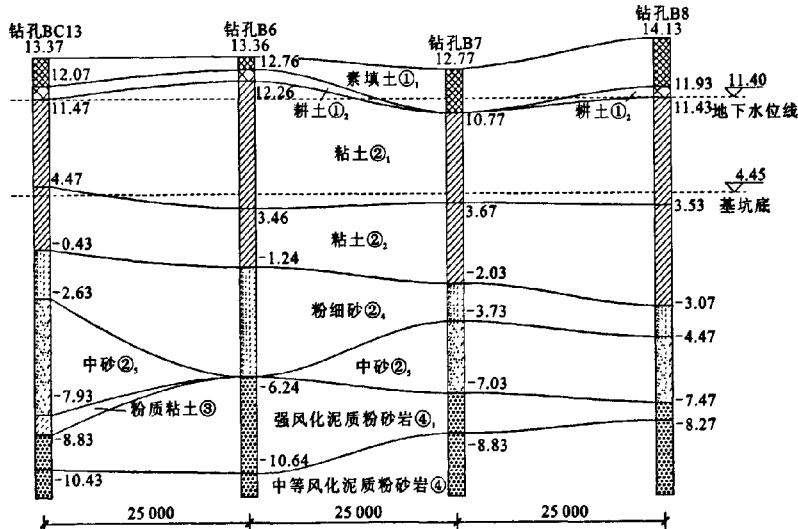 钻孔BC13
13.37
钻孔B6
13.36
钻孔B7
12.77
钻孔B8
14.13
12.07
12.76
素填土①₁
11.93
11.40
11.47
12.26
耕土①₂
10.77
耕土①₂
11.43
地下水位线
粘土②₁
4.47
4.45
3.46
3.67
3.53
基坑底
粘土②₂
-0.43
-1.24
-2.03
-3.07
-2.63
粉细砂②₄
-3.73
-4.47
中砂②₅
中砂②₅
-6.24
-7.03
-7.47
-7.93
粉质粘土③
强风化泥质粉砂岩④₁
-8.27
-8.83
-8.83
-10.43
-10.64
中等风化泥质粉砂岩④
25 000
25 000
25 000